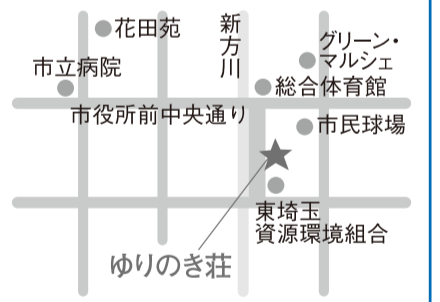 花田苑
新方川
グリーン・
マルシェ
市立病院
総合体育館
市役所前中央通り
市民球場
東埼玉
資源環境組合
ゆりのき荘